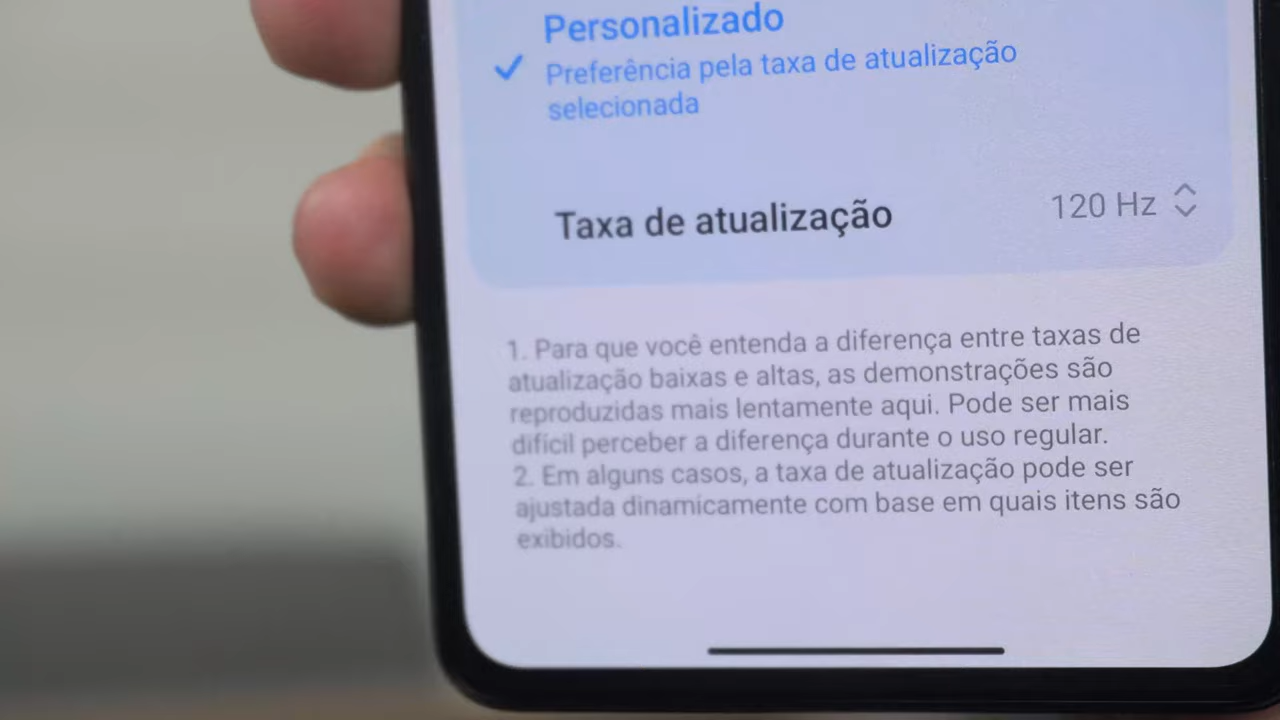 Personalizado
Preferência pela taxa de atualização
selecionada
Taxa de atualização
120 Hz
1. Para que você entenda a diferença entre taxas de
atualização baixas e altas, as demonstrações são
reproduzidas mais lentamente aqui. Pode ser mais
difícil perceber a diferença durante o uso regular.
2. Em alguns casos, a taxa de atualização pode ser
ajustada dinamicamente com base em quais itens são
exibidos.